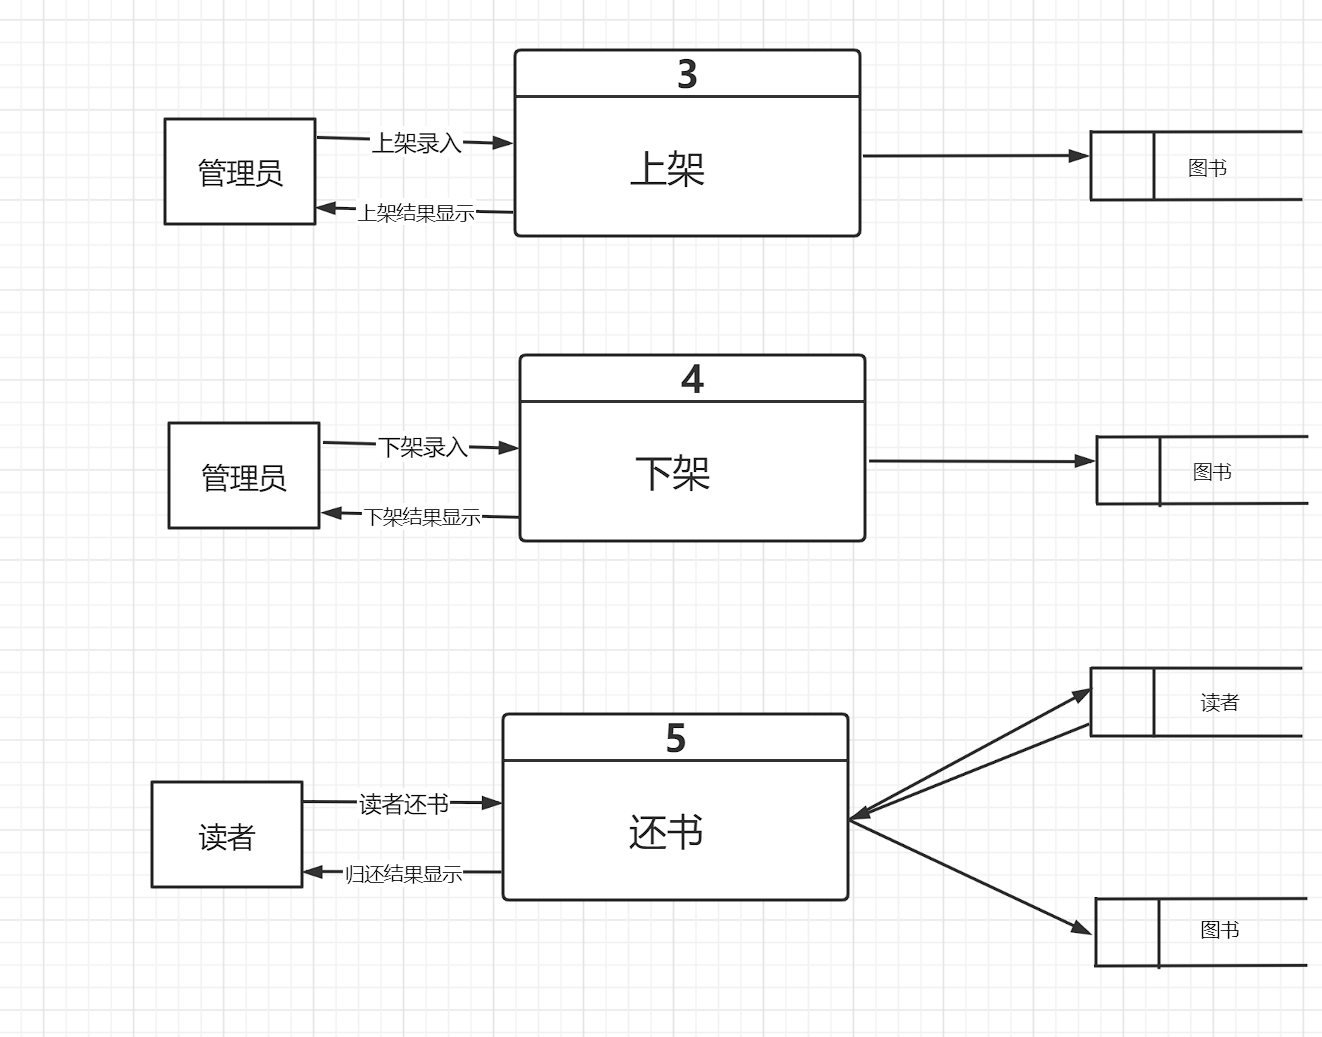 3
管理员
上架录入
上架
图书
上架结果显示
4
管理员
下架录入
下架
图书
下架结果显示
读者
5
读者还书
还书
读者
归还结果显示
图书